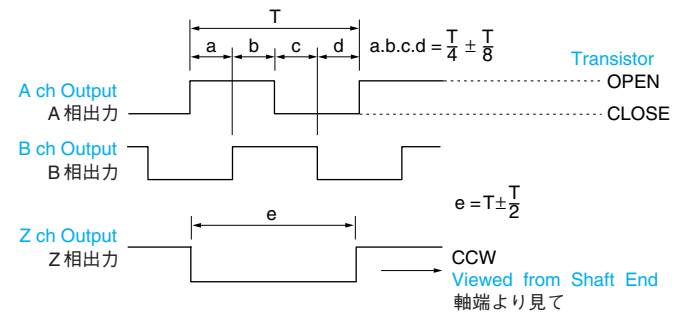 T
a b c d a.b.c.d = T/4 ± T/8
Transistor
OPEN
A ch Output
A 相出力
CLOSE
B ch Output
B 相出力
e = T ± T/2
e
Z ch Output
Z 相出力
CCW
Viewed from Shaft End
軸端より見て